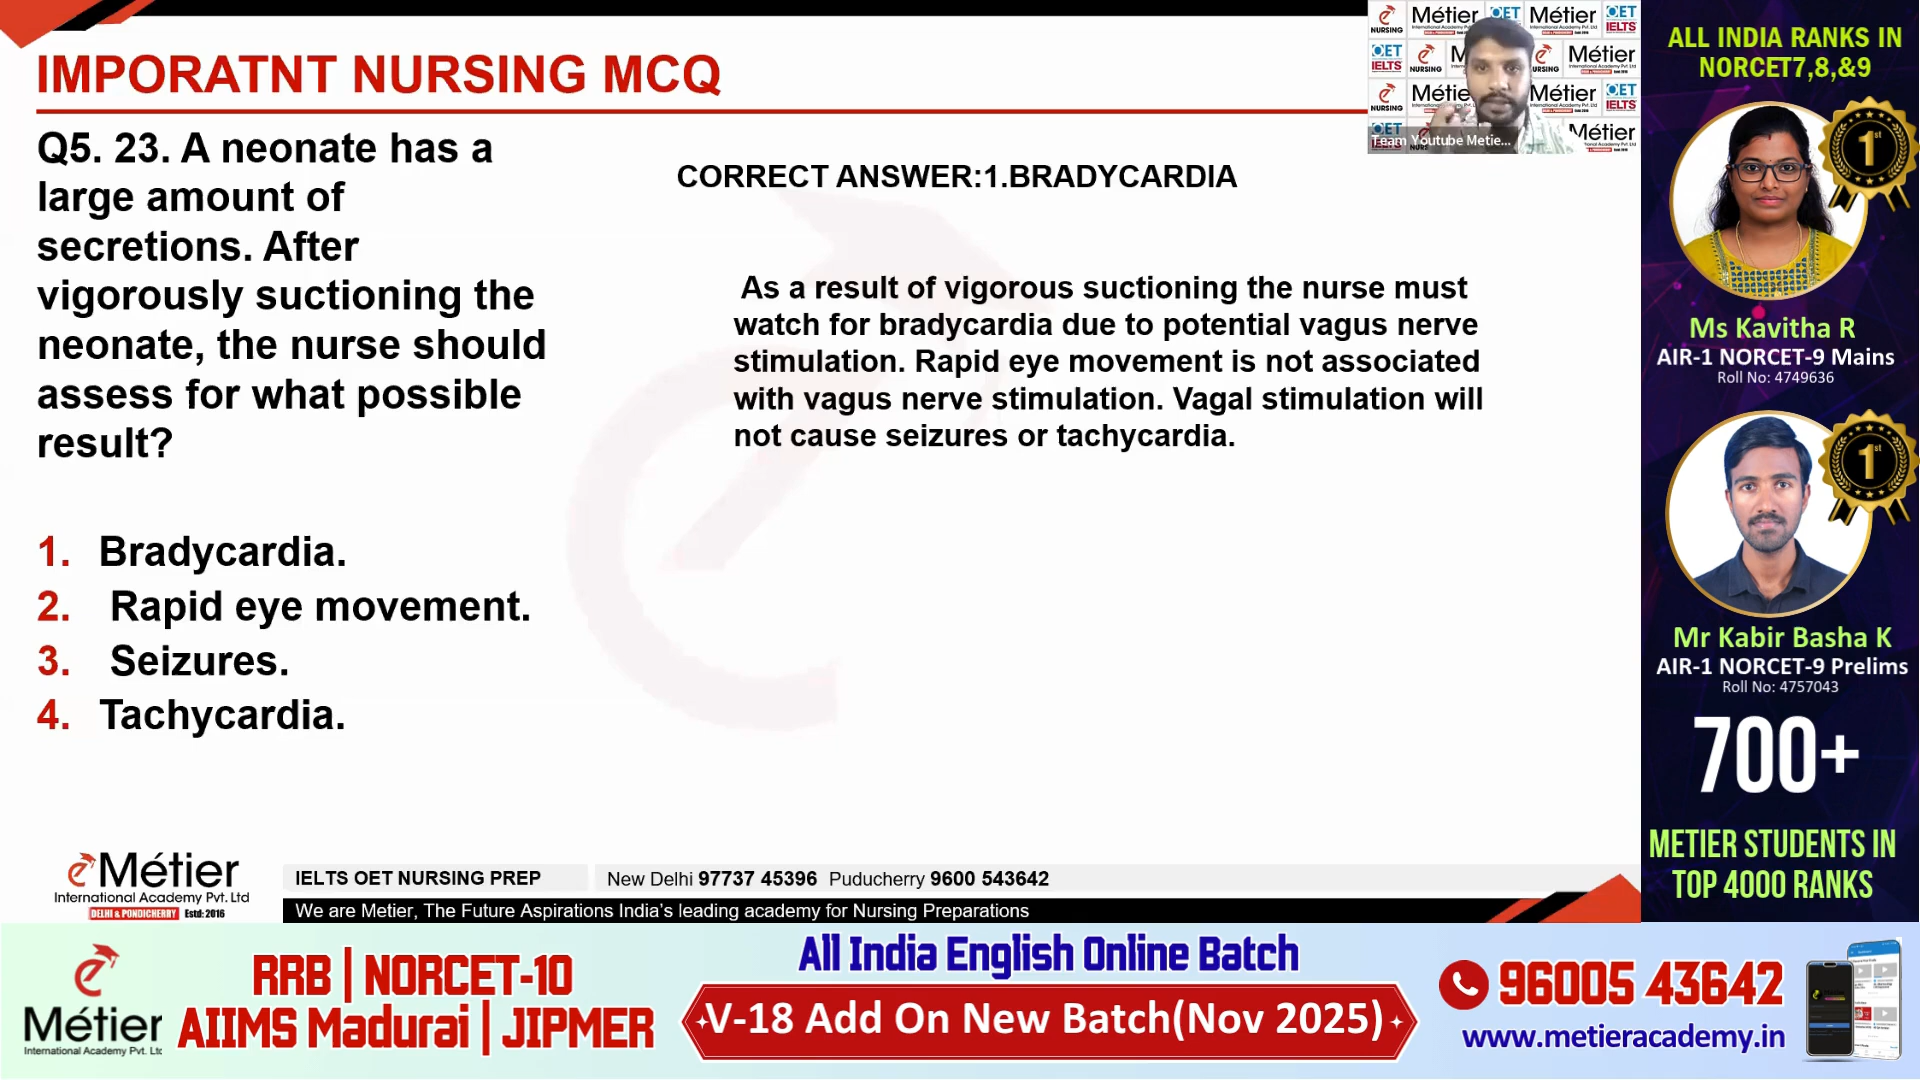 IMPORATNT NURSING MCQ
Q5. 23. A neonate has a
large amount of
secretions. After
vigorously suctioning the
neonate, the nurse should
assess for what possible
result?
1. Bradycardia.
2. Rapid eye movement.
3. Seizures.
4. Tachycardia.
CORRECT ANSWER:1.BRADYCARDIA
As a result of vigorous suctioning the nurse must
watch for bradycardia due to potential vagus nerve
stimulation. Rapid eye movement is not associated
with vagus nerve stimulation. Vagal stimulation will
not cause seizures or tachycardia.
Team Youtube Metie...
ALL INDIA RANKS IN
NORCET7,8,&9
1st
Ms Kavitha R
AIR-1 NORCET-9 Mains
Roll No: 4749636
1st
Mr Kabir Basha K
AIR-1 NORCET-9 Prelims
Roll No: 4757043
700+
METIER STUDENTS IN
TOP 4000 RANKS
Métier
International Academy Pvt. Ltd
DELHI & PONDICHERRY Estd: 2016
IELTS OET NURSING PREP
New Delhi 97737 45396 Puducherry 9600 543642
We are Metier, The Future Aspirations India's leading academy for Nursing Preparations
Métier
International Academy Pvt. Ltd
RRB | NORCET-10
AIIMS Madurai | JIPMER
All India English Online Batch
V-18 Add On New Batch(Nov 2025)
96005 43642
www.metieracademy.in